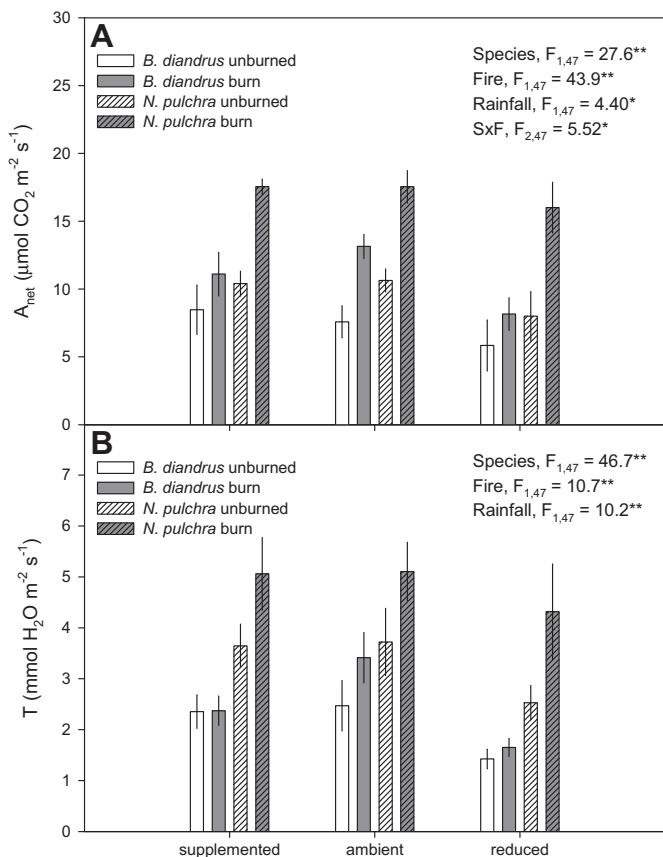 A
B. diandrus unburned
B. diandrus burn
N. pulchra unburned
N. pulchra burn
Species, F1,47 = 27.6**
Fire, F1,47 = 43.9**
Rainfall, F1,47 = 4.40*
SxF, F2,47 = 5.52*
30
25
20
15
10
5
0
Anet (μmol CO2 m-2 s-1)
B
B. diandrus unburned
B. diandrus burn
N. pulchra unburned
N. pulchra burn
Species, F1,47 = 46.7**
Fire, F1,47 = 10.7**
Rainfall, F1,47 = 10.2**
7
6
5
4
3
2
1
0
T (mmol H2O m-2 s-1)
supplemented ambient reduced